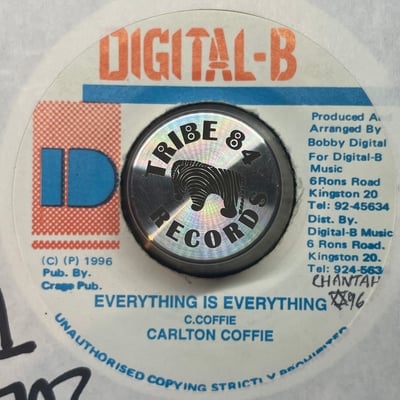 DIGITAL-B
Produced A
Arranged By
Bobby Digital
For Digital-B
Music
6 Rons Road
Kingston 20
Tel: 92-45634
Dist. By.
Digital-B Music
6 Rons Road.
Kingston 20.
Tel: 924-563
CHANTAH
96
TRIBE 84
RECORDS
(C) (P) 1996
Pub. By.
Crage Pub.
EVERYTHING IS EVERYTHING
C.COFFIE
CARLTON COFFIE
UNAUTHORISED COPYING STRICTLY PROHIBITED